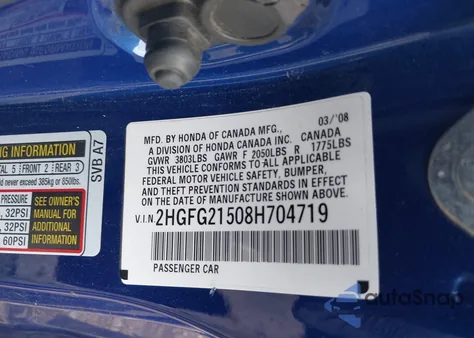 03/'08
MFD. BY HONDA OF CANADA MFG.,
A DIVISION OF HONDA CANADA INC. CANADA
GVWR 3803LBS GAWR F 2050LBS R 1775LBS
THIS VEHICLE CONFORMS TO ALL APPLICABLE
FEDERAL MOTOR VEHICLE SAFETY, BUMPER,
AND THEFT PREVENTION STANDARDS IN EFFECT
ON THE DATE OF MANUFACTURE SHOWN ABOVE.
V.I.N. 2HGFG21508H704719
PASSENGER CAR
NG INFORMATION
TAL 5 FRONT 2 REAR 3
ld never exceed 385kg or 850lbs.
, 32PSI
, 32PSI
60PSI
SEE OWNER'S
MANUAL FOR
ADDITIONAL
INFORMATION
SVB A7
autoSnap